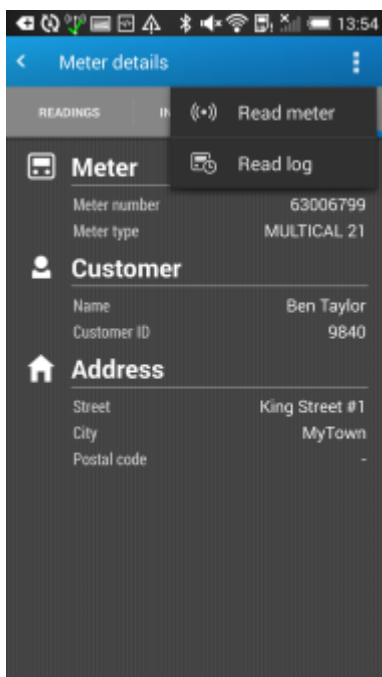 13:54
Meter details
READINGS
Read meter
Read log
Meter
Meter number 63006799
Meter type MULTICAL 21
Customer
Name Ben Taylor
Customer ID 9840
Address
Street King Street #1
City MyTown
Postal code -